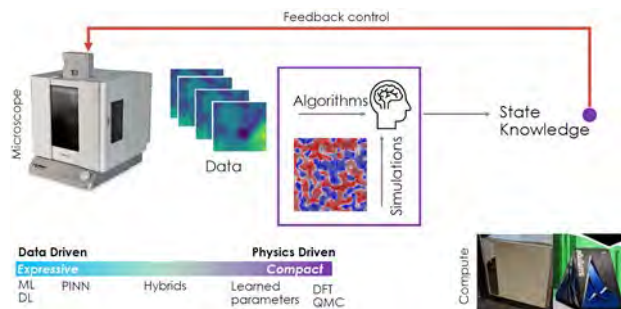 Feedback control
Microscope
Data
Algorithms
Simulations
State
Knowledge
Data Driven
Physics Driven
Expressive
Compact
ML
DL
PINN
Hybrids
Learned
parameters
DFT
QMC
Compute